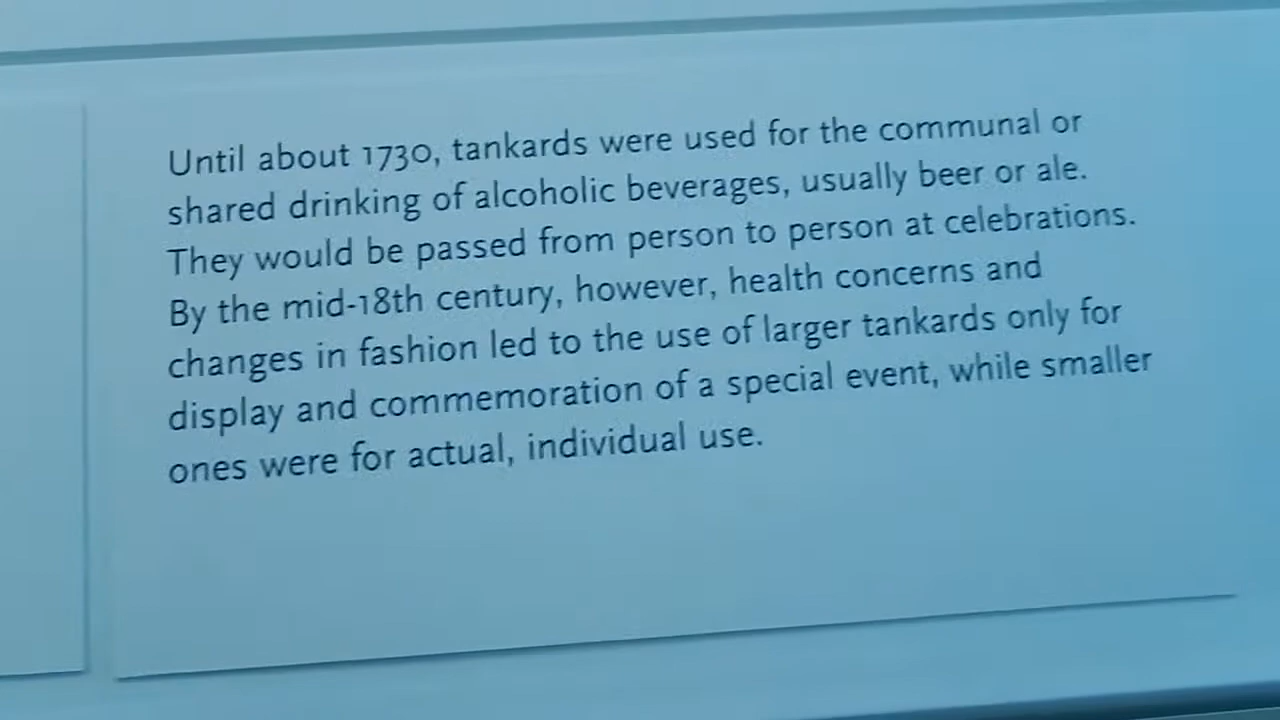 Until about 1730, tankards were used for the communal or
shared drinking of alcoholic beverages, usually beer or ale.
They would be passed from person to person at celebrations.
By the mid-18th century, however, health concerns and
changes in fashion led to the use of larger tankards only for
display and commemoration of a special event, while smaller
ones were for actual, individual use.